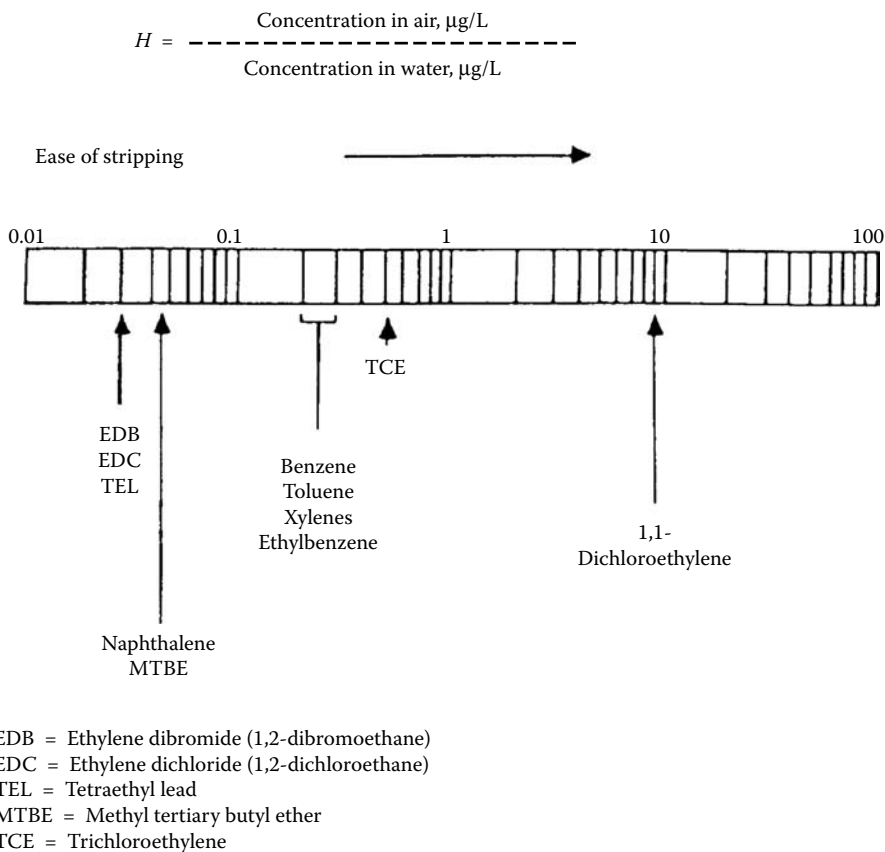 Concentration in air, µg/L
H =
Concentration in water, µg/L
Ease of stripping
0.01 0.1 1 10 100
TCE
EDB
EDC
TEL
Benzene
Toluene
Xylenes
Ethylbenzene
1,1-
Dichloroethylene
Naphthalene
MTBE
EDB = Ethylene dibromide (1,2-dibromoethane)
EDC = Ethylene dichloride (1,2-dichloroethane)
TEL = Tetraethyl lead
MTBE = Methyl tertiary butyl ether
TCE = Trichloroethylene